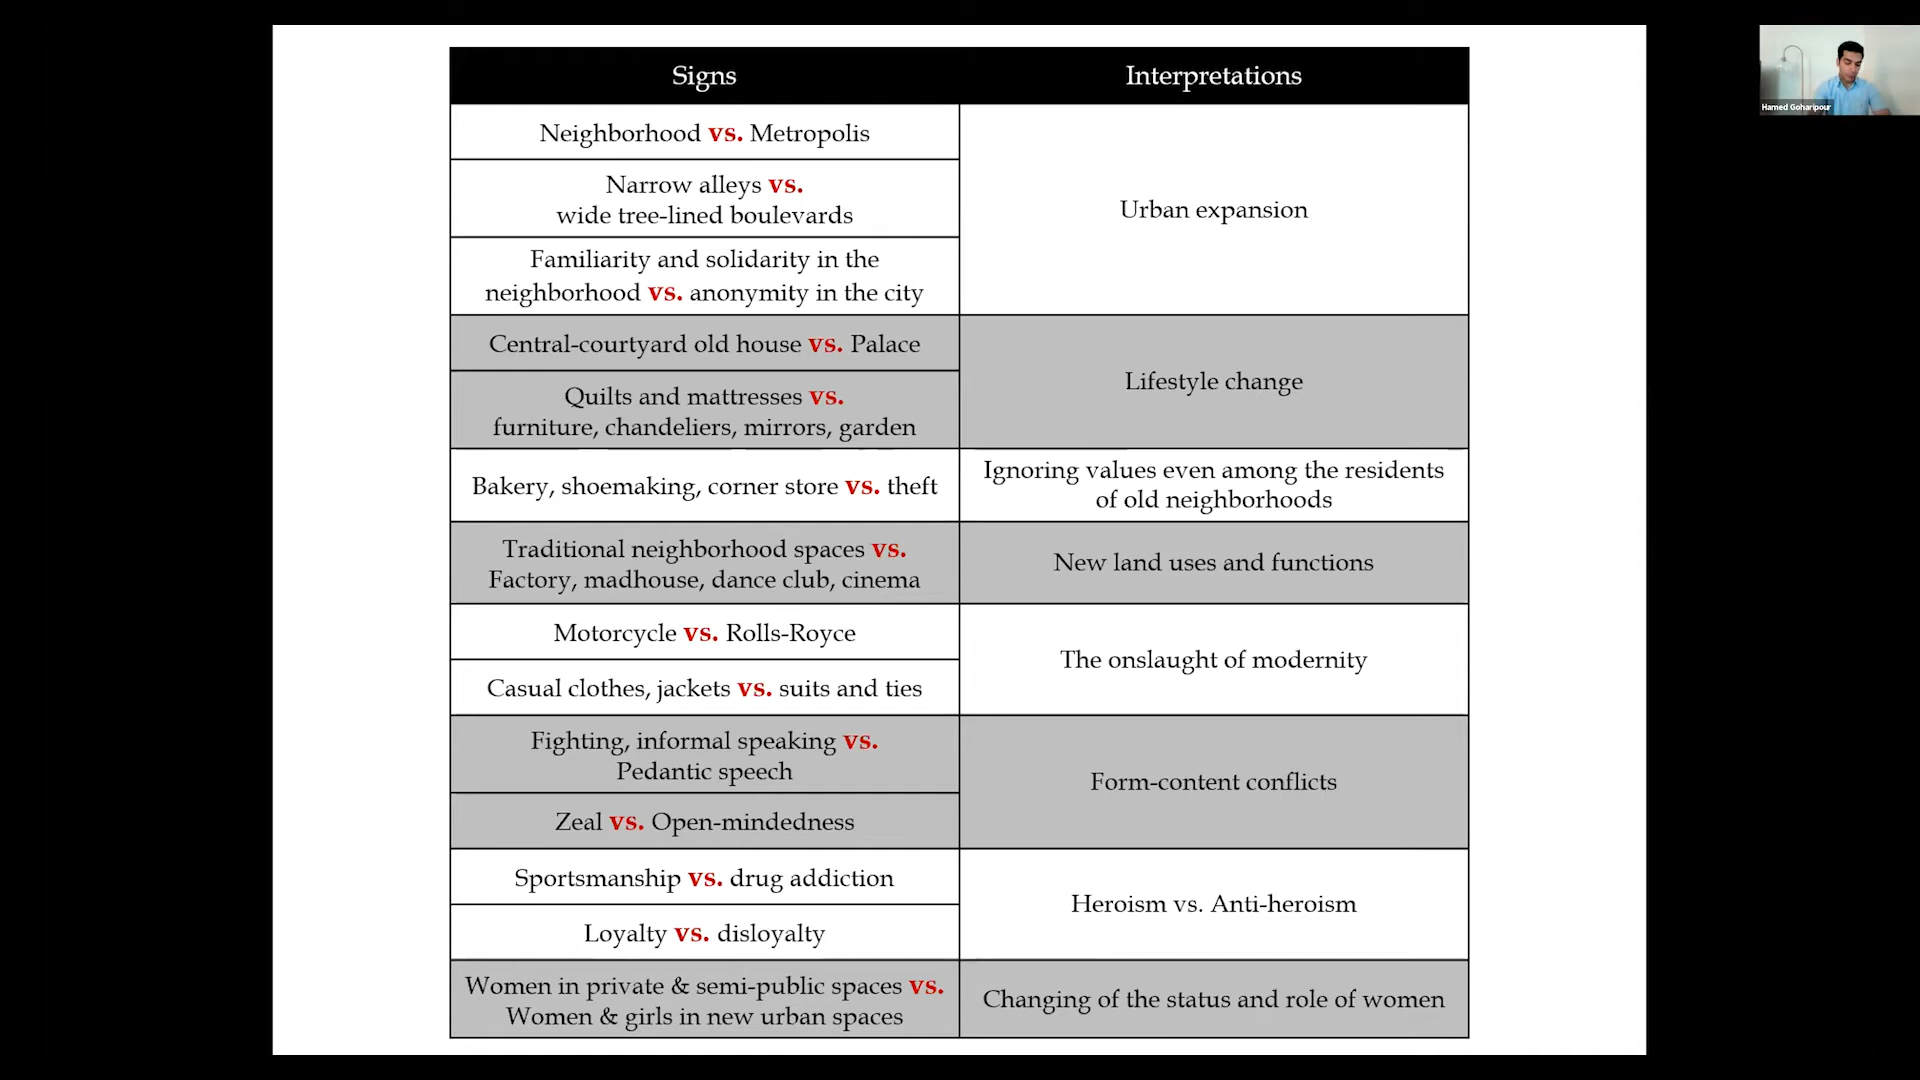 Signs
Interpretations
Neighborhood vs. Metropolis
Narrow alleys vs.
wide tree-lined boulevards
Familiarity and solidarity in the
neighborhood vs. anonymity in the city
Urban expansion
Central-courtyard old house vs. Palace
Quilts and mattresses vs.
furniture, chandeliers, mirrors, garden
Lifestyle change
Bakery, shoemaking, corner store vs. theft
Ignoring values even among the residents
of old neighborhoods
Traditional neighborhood spaces vs.
Factory, madhouse, dance club, cinema
New land uses and functions
Motorcycle vs. Rolls-Royce
Casual clothes, jackets vs. suits and ties
The onslaught of modernity
Fighting, informal speaking vs.
Pedantic speech
Zeal vs. Open-mindedness
Form-content conflicts
Sportsmanship vs. drug addiction
Loyalty vs. disloyalty
Heroism vs. Anti-heroism
Women in private & semi-public spaces vs.
Women & girls in new urban spaces
Changing of the status and role of women
Hamed Goharipour